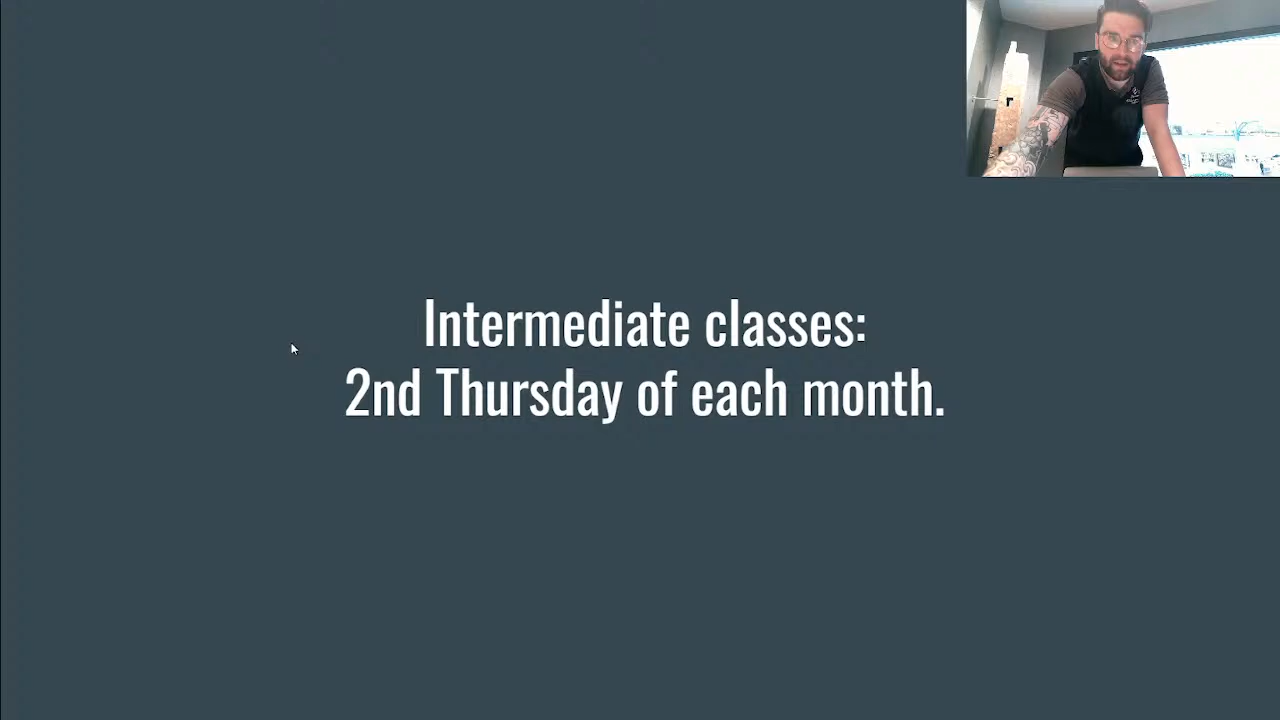 Intermediate classes:
2nd Thursday of each month.